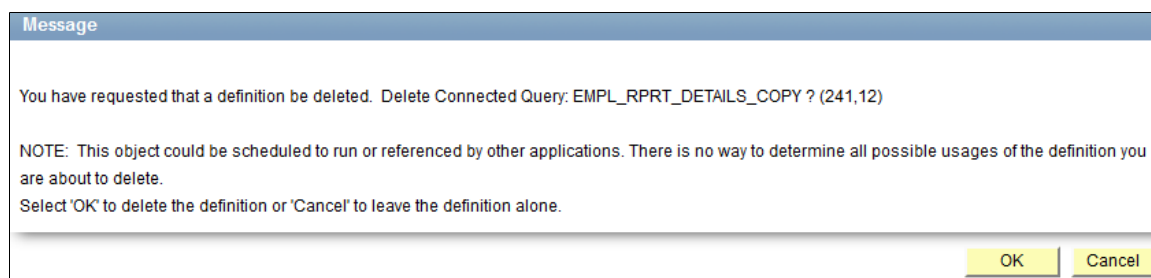 Message
You have requested that a definition be deleted.  Delete Connected Query: EMPL_RPRT_DETAILS_COPY ? (241,12)
NOTE:  This object could be scheduled to run or referenced by other applications. There is no way to determine all possible usages of the definition you
are about to delete.
Select 'OK' to delete the definition or 'Cancel' to leave the definition alone.
OK Cancel